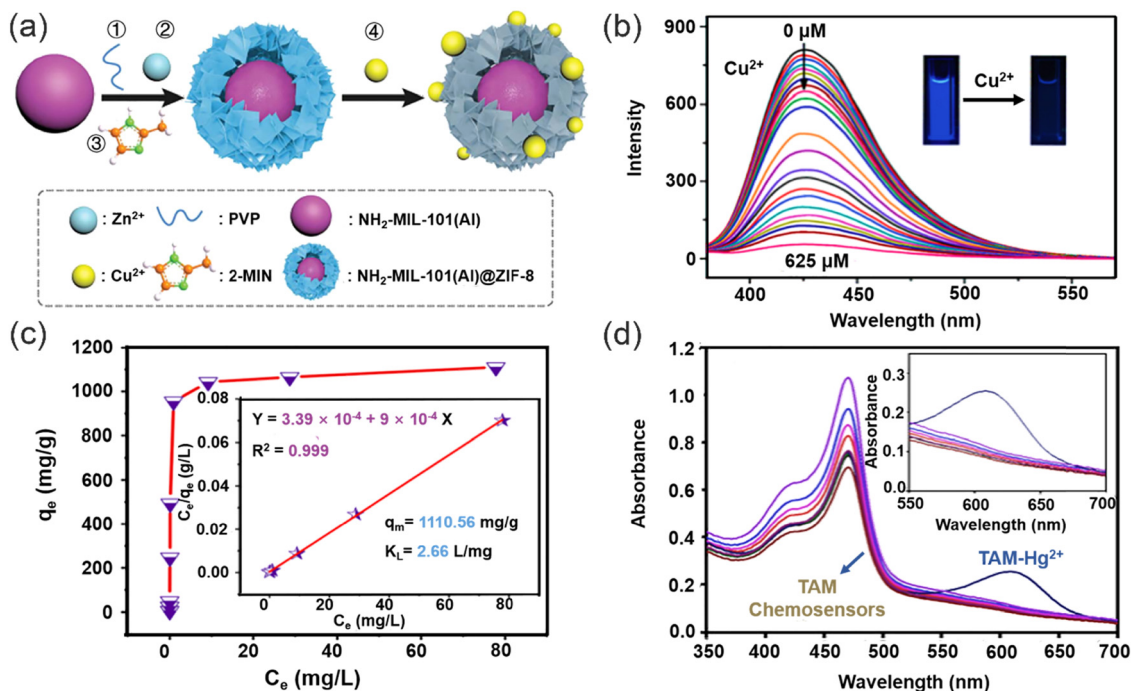 (a)
①
②
③
④
: Zn²⁺
: PVP
: NH₂-MIL-101(Al)
: Cu²⁺
: 2-MIN
: NH₂-MIL-101(Al)@ZIF-8
(b)
900
600
300
0
Intensity
Cu²⁺
0 µM
625 µM
Cu²⁺
400
450
500
550
Wavelength (nm)
(c)
1200
1000
800
600
400
200
0
qₑ (mg/g)
0
20
40
60
80
Cₑ (mg/L)
0.08
0.06
0.04
0.02
0.00
Cₑ/qₑ (g/L)
Y = 3.39 × 10⁻⁴ + 9 × 10⁻⁴ X
R² = 0.999
qₘ= 1110.56 mg/g
K_L= 2.66 L/mg
0
20
40
60
80
Cₑ (mg/L)
(d)
1.2
1.0
0.8
0.6
0.4
0.2
0.0
Absorbance
TAM
Chemosensors
TAM-Hg²⁺
350
400
450
500
550
600
650
700
Wavelength (nm)
0.3
0.2
0.1
0.0
Absorbance
550
600
650
700
Wavelength (nm)